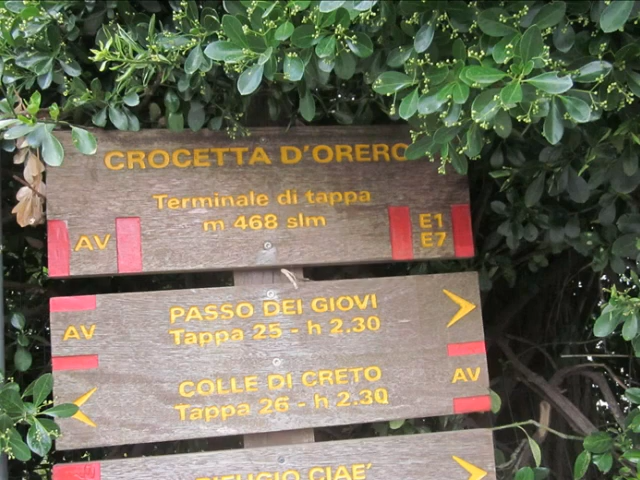 CROCETTA D'ORERO
Terminale di tappa
m 468 slm
AV
E1
E7
PASSO DEI GIOVI
AV
Tappa 25 - h 2.30
COLLE DI CRETO
AV
Tappa 26 - h 2.30
RIFUGIO CIAE'